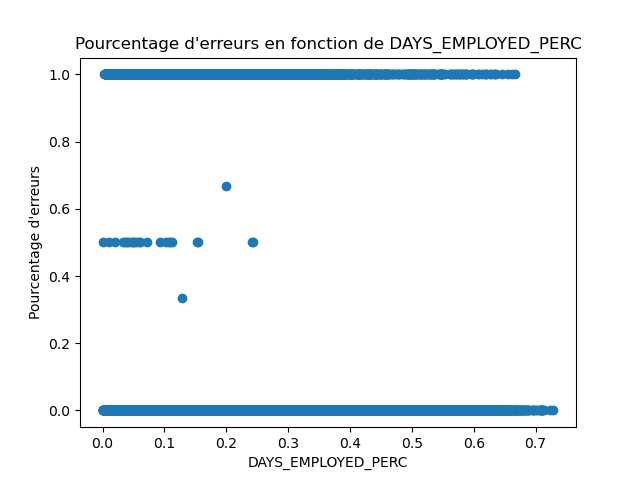 Pourcentage d'erreurs en fonction de DAYS_EMPLOYED_PERC
1.0
0.8
0.6
0.4
0.2
0.0
Pourcentage d'erreurs
0.0 0.1 0.2 0.3 0.4 0.5 0.6 0.7
DAYS_EMPLOYED_PERC